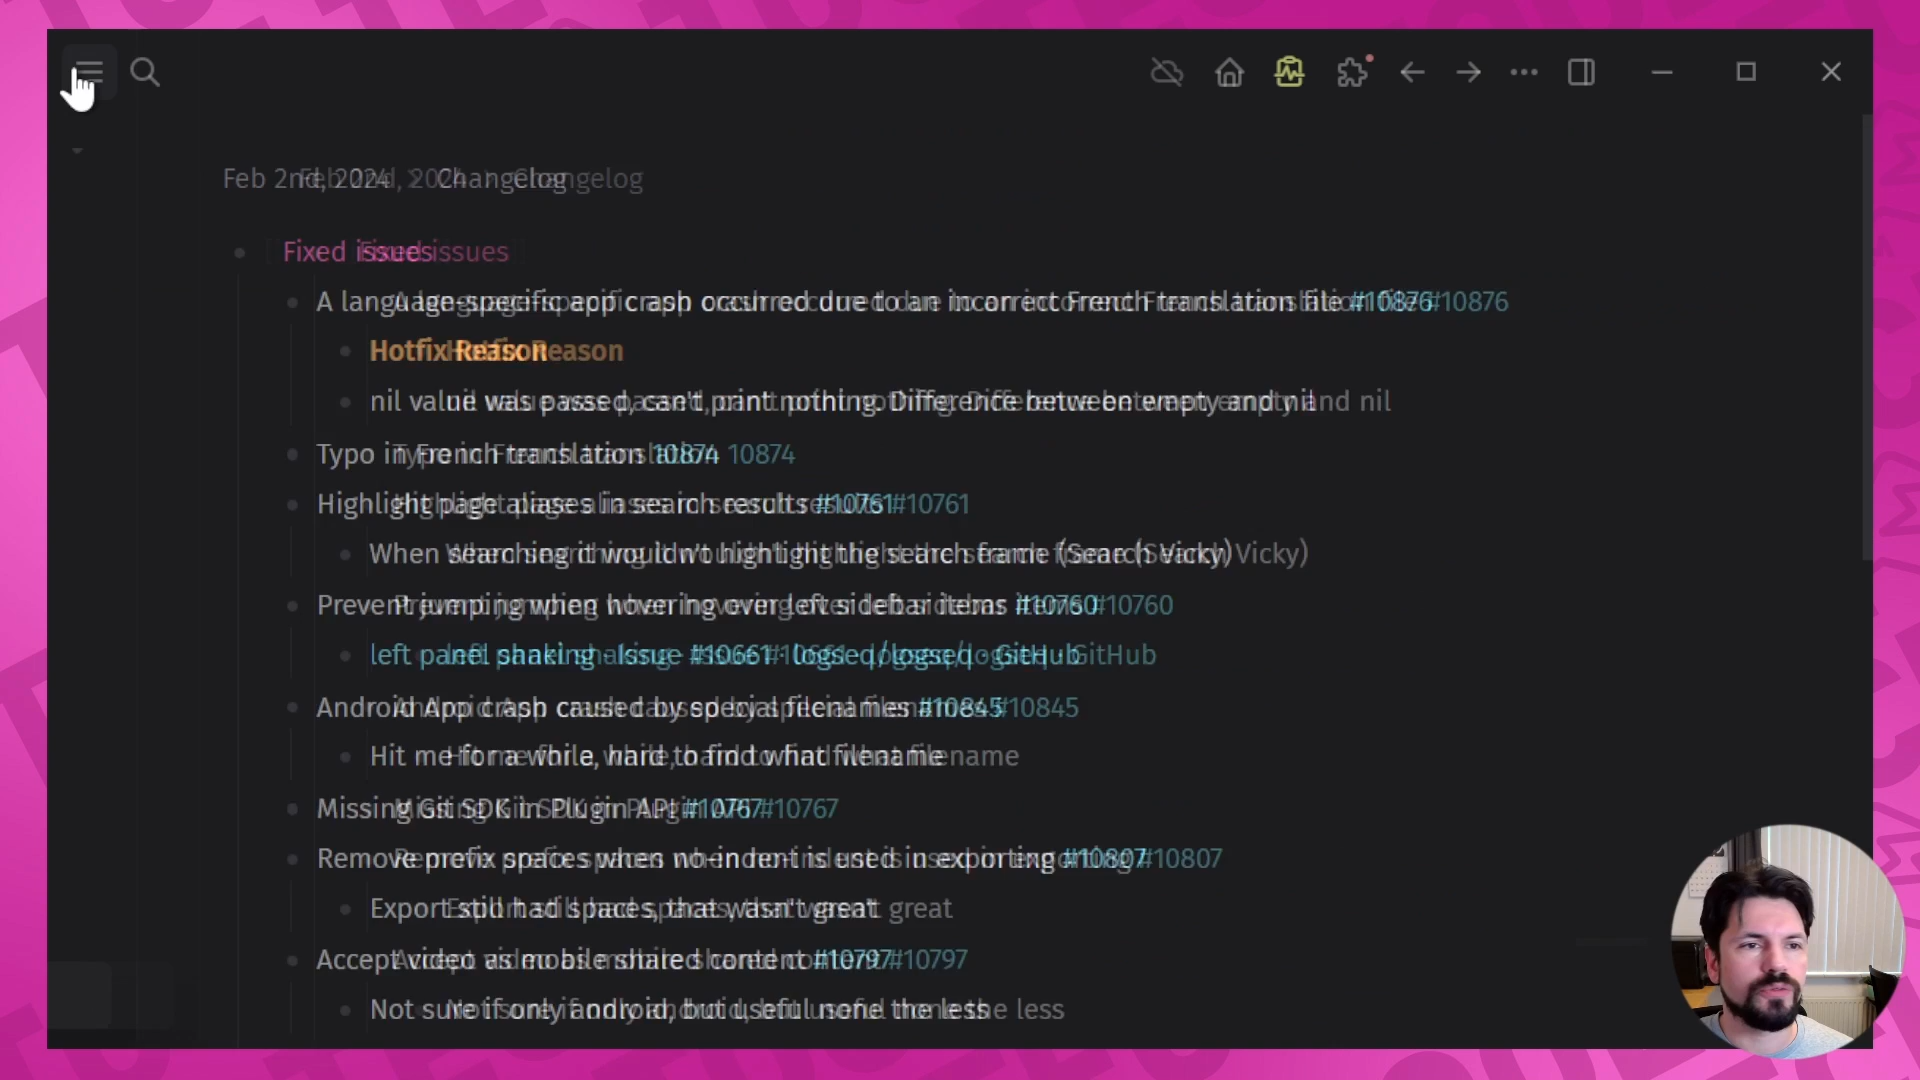 Feb 2nd, 2024 > Changelog
Fixed issues
A language-specific app crash occurred due to an incorrect French translation file #10876
Hotfix Reason
nil value was passed, can't print nothing. Difference between empty and nil
Typo in French translation 10874
Highlight page aliases in search results #10761
When searching it wouldn't highlight the search frame (Search Vicky)
Prevent jumping when hovering over left sidebar items #10760
left panel shaking · Issue #10661 · logseq/logseq · GitHub
Android App crash caused by special filenames #10845
Hit me for a while, hard to find what filename
Missing Git SDK in Plugin API #10767
Remove prefix spaces when no-indent is used in exporting #10807
Export still had spaces, that wasn't great
Accept video as mobile shared content #10797
Not sure if only android, but useful none the less